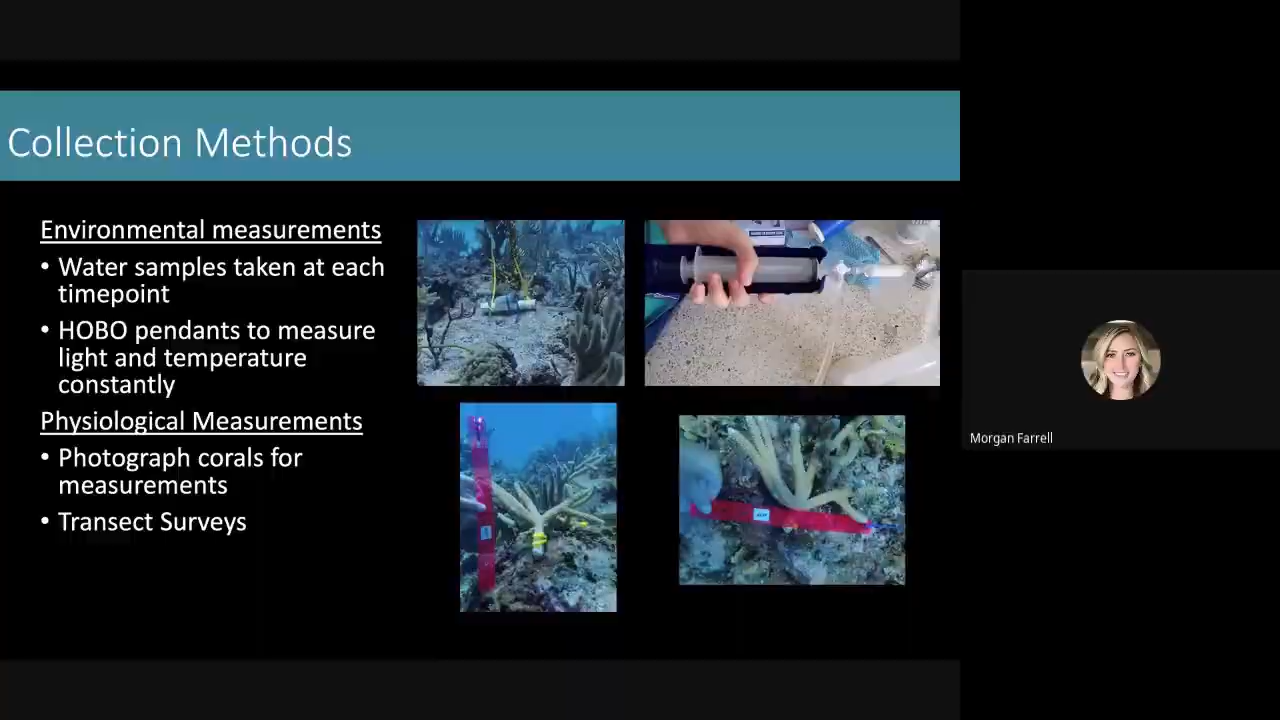 Collection Methods
Environmental measurements
• Water samples taken at each
timepoint
• HOBO pendants to measure
light and temperature
constantly
Physiological Measurements
• Photograph corals for
measurements
• Transect Surveys
Morgan Farrell